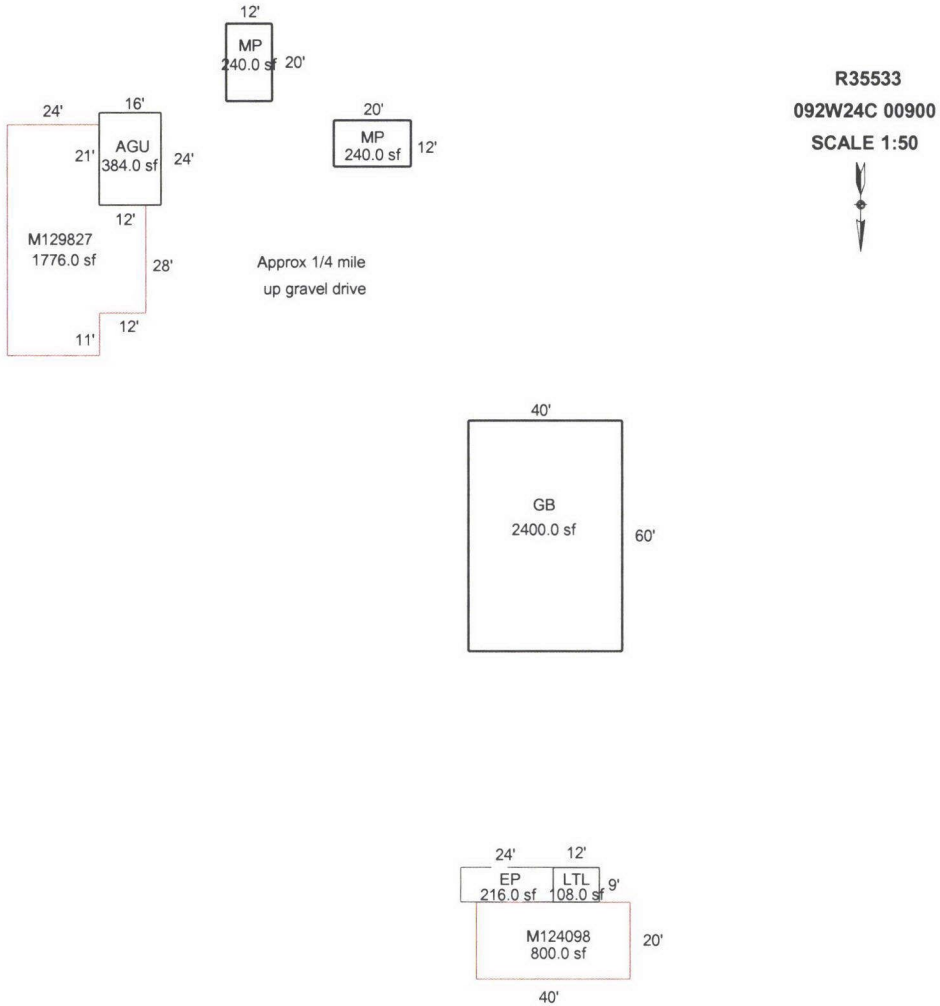 12'
MP
240.0 sf
20'
R35533
092W24C 00900
SCALE 1:50
24'
16'
21'
AGU
384.0 sf
24'
20'
MP
240.0 sf
12'
12'
M129827
1776.0 sf
28'
12'
11'
Approx 1/4 mile
up gravel drive
40'
GB
2400.0 sf
60'
24'
12'
EP
216.0 sf
LTL
108.0 sf
9'
M124098
800.0 sf
20'
40'